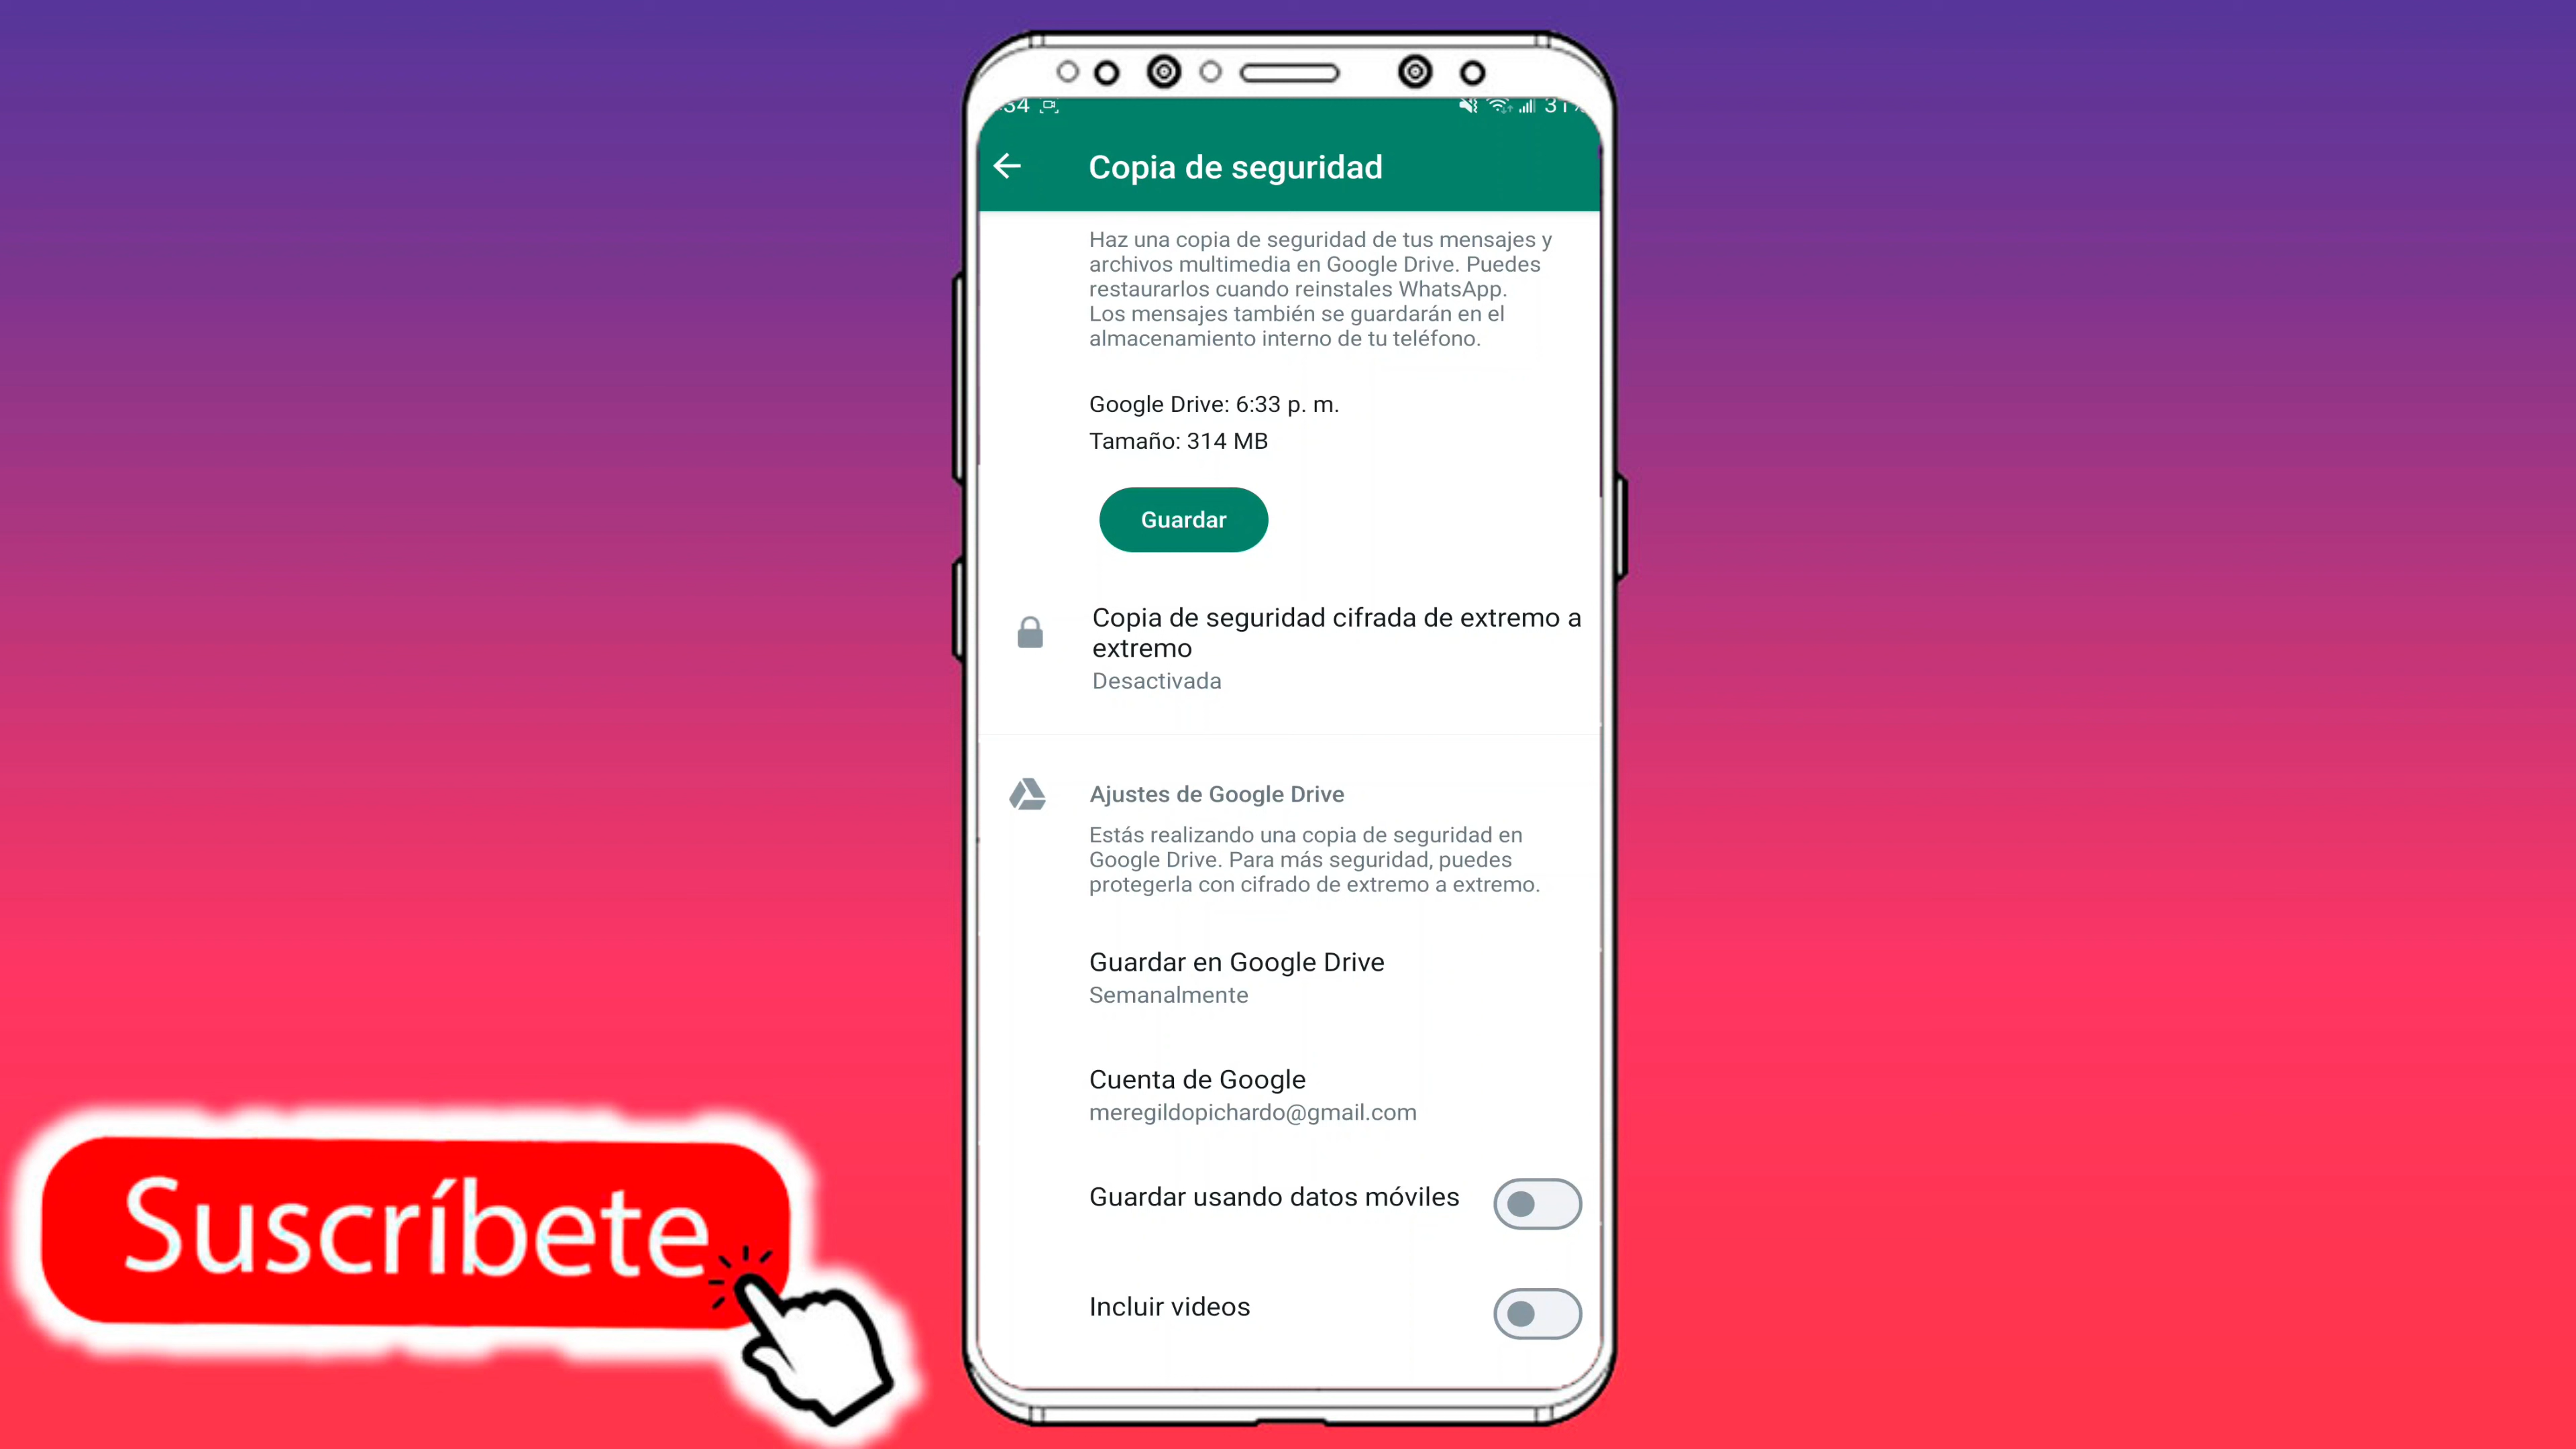 Copia de seguridad
Haz una copia de seguridad de tus mensajes y
archivos multimedia en Google Drive. Puedes
restaurarlos cuando reinstales WhatsApp.
Los mensajes también se guardarán en el
almacenamiento interno de tu teléfono.
Google Drive: 6:33 p. m.
Tamaño: 314 MB
Guardar
Copia de seguridad cifrada de extremo a
extremo
Desactivada
Ajustes de Google Drive
Estás realizando una copia de seguridad en
Google Drive. Para más seguridad, puedes
protegerla con cifrado de extremo a extremo.
Guardar en Google Drive
Semanalmente
Cuenta de Google
meregildopichardo@gmail.com
Guardar usando datos móviles
Incluir videos
Suscríbete